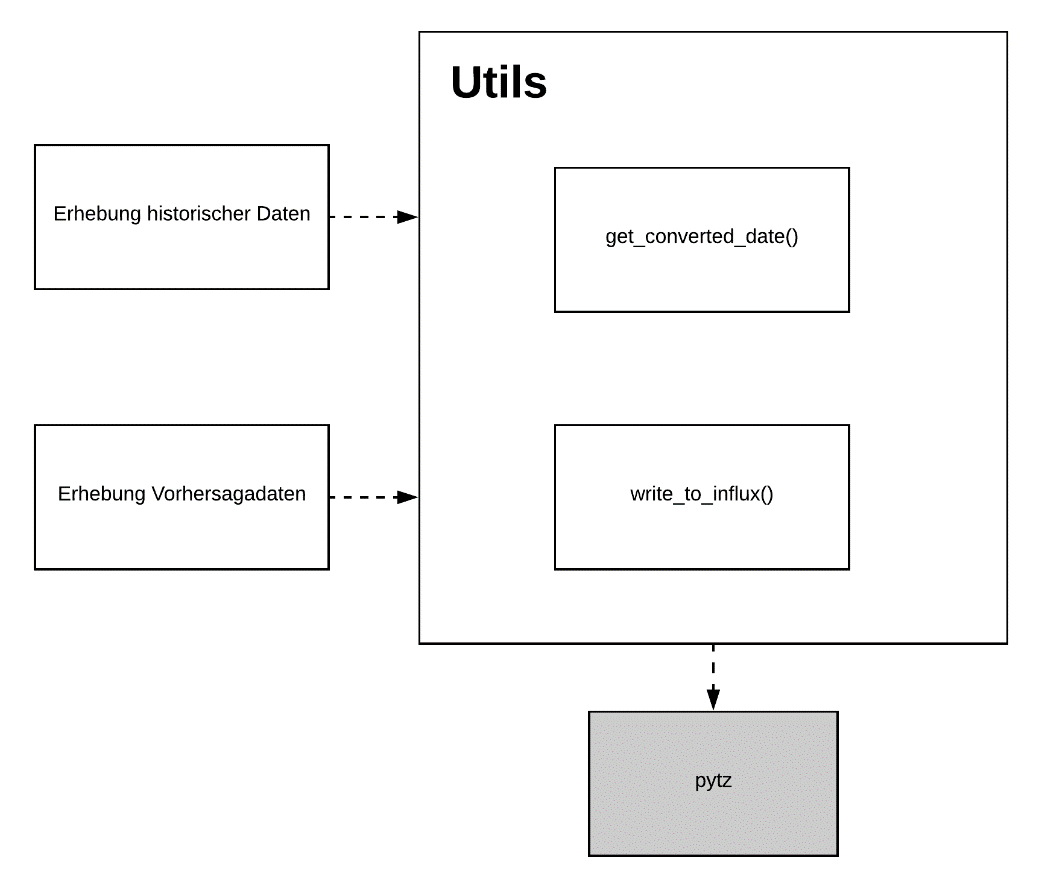 Utils
Erhebung historischer Daten
get_converted_date()
Erhebung Vorhersagadaten
write_to_influx()
pytz